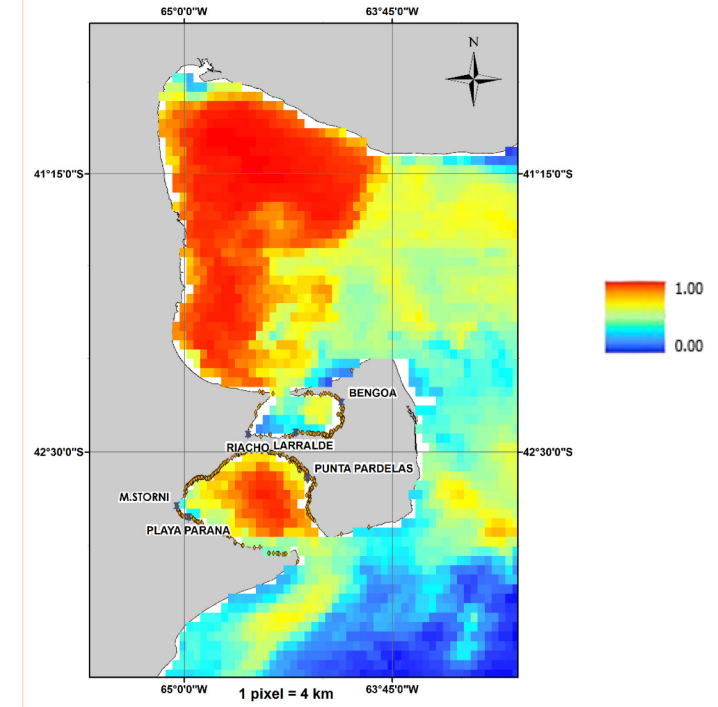 65°0'0"W 63°45'0"W
N
41°15'0"S 41°15'0"S
1.00
0.00
BENGOA
RIACHO LARRALDE
42°30'0"S 42°30'0"S
PUNTA PARDELAS
M.STORNI
PLAYA PARANA
65°0'0"W 63°45'0"W
1 pixel = 4 km